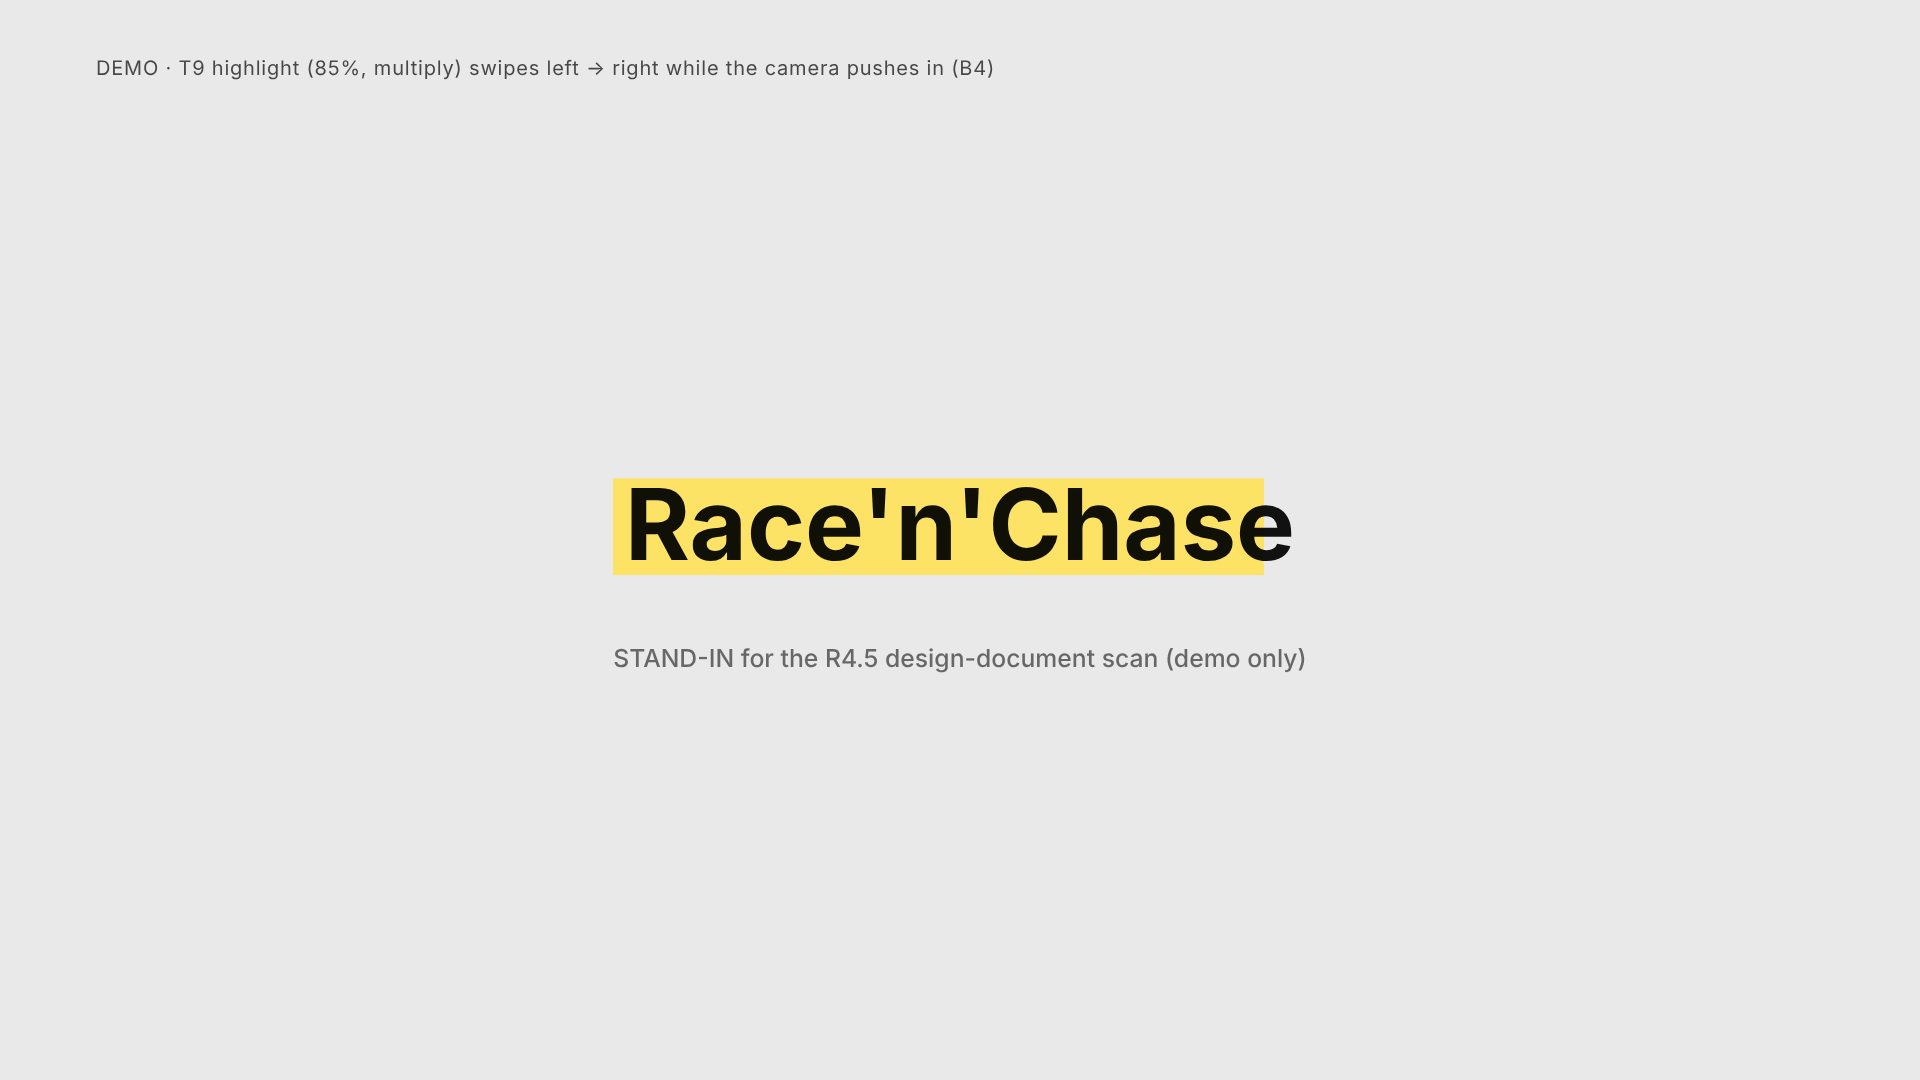 DEMO · T9 highlight (85%, multiply) swipes left → right while the camera pushes in (B4)
Race'n'Chase
STAND-IN for the R4.5 design-document scan (demo only)